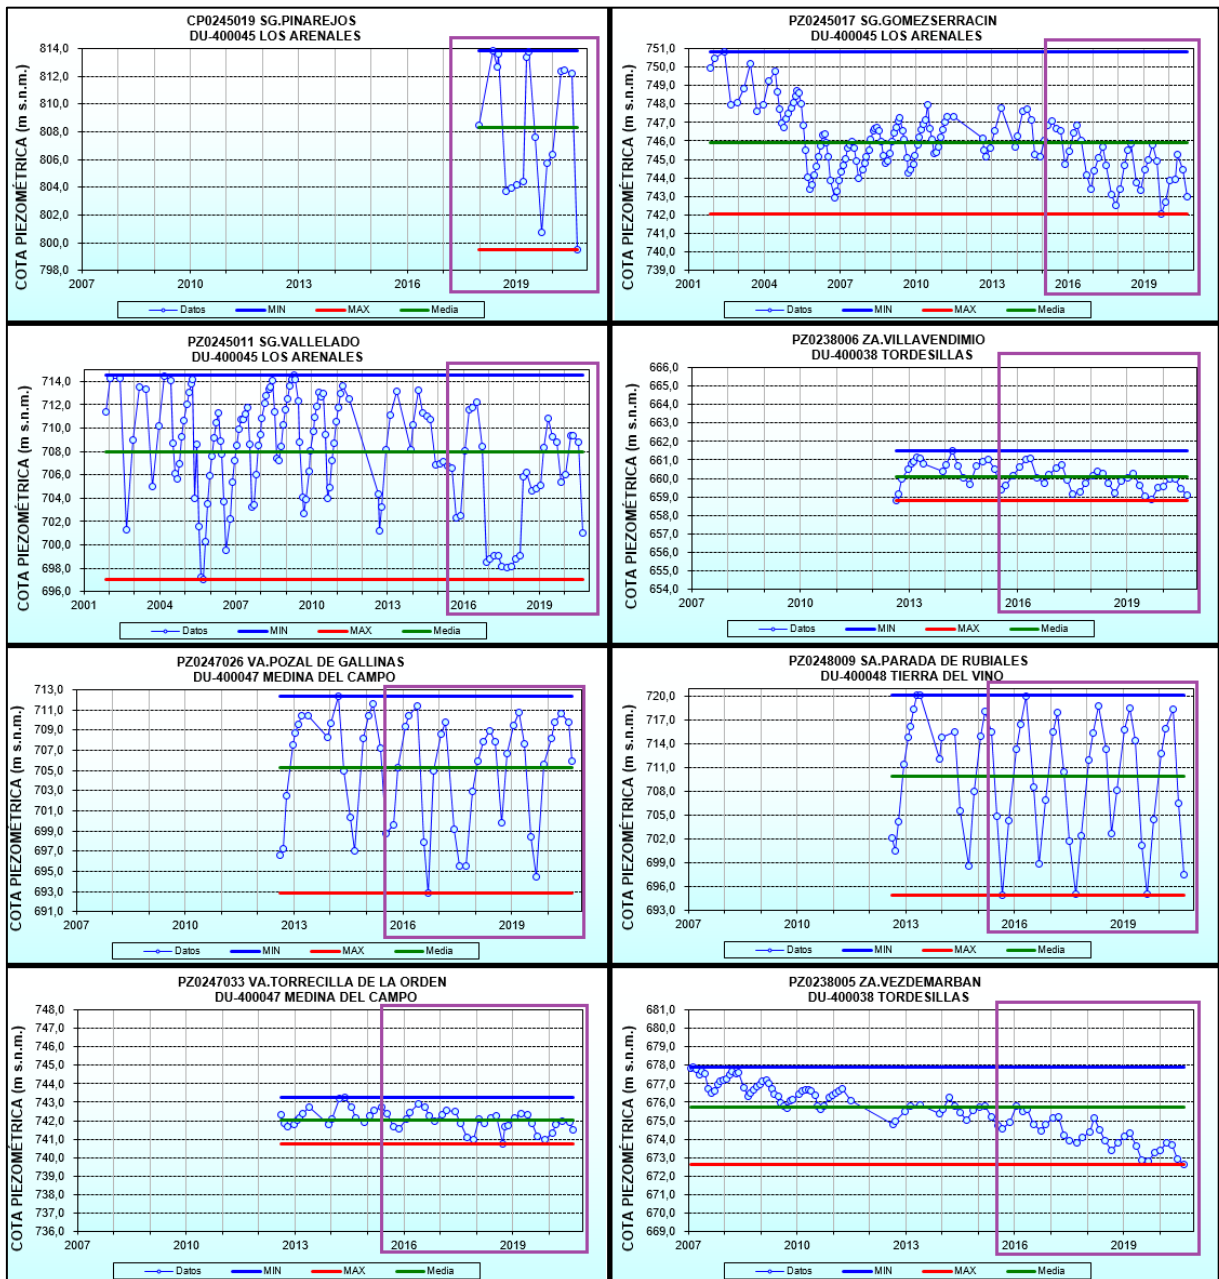 CP0245019 SG.PINAREJOS
DU-400045 LOS ARENALES
COTA PIEZOMÉTRICA (m s.n.m.)
814,0
812,0
810,0
808,0
806,0
804,0
802,0
800,0
798,0
2007 2010 2013 2016 2019
Datos MIN MAX Media
PZ0245017 SG.GOMEZSERRACIN
DU-400045 LOS ARENALES
COTA PIEZOMÉTRICA (m s.n.m.)
751,0
750,0
749,0
748,0
747,0
746,0
745,0
744,0
743,0
742,0
740,0
739,0
2001 2004 2007 2010 2013 2016 2019
Datos MIN MAX Media
PZ0245011 SG.VALLELADO
DU-400045 LOS ARENALES
COTA PIEZOMÉTRICA (m s.n.m.)
714,0
712,0
710,0
708,0
706,0
704,0
702,0
700,0
698,0
696,0
2001 2004 2007 2010 2013 2016 2019
Datos MIN MAX Media
PZ0238006 ZA.VILLAVENDIMIO
DU-400038 TORDESILLAS
COTA PIEZOMÉTRICA (m s.n.m.)
666,0
665,0
664,0
663,0
662,0
661,0
660,0
659,0
658,0
657,0
656,0
655,0
654,0
2007 2010 2013 2016 2019
Datos MIN MAX Media
PZ0247026 VA.POZAL DE GALLINAS
DU-400047 MEDINA DEL CAMPO
COTA PIEZOMÉTRICA (m s.n.m.)
713,0
711,0
709,0
707,0
705,0
703,0
701,0
699,0
697,0
695,0
693,0
691,0
2007 2010 2013 2016 2019
Datos MIN MAX Media
PZ0248009 SA.PARADA DE RUBIALES
DU-400048 TIERRA DEL VINO
COTA PIEZOMÉTRICA (m s.n.m.)
720,0
717,0
714,0
711,0
708,0
705,0
702,0
699,0
696,0
693,0
2007 2010 2013 2016 2019
Datos MIN MAX Media
PZ0247033 VA.TORRECILLA DE LA ORDEN
DU-400047 MEDINA DEL CAMPO
COTA PIEZOMÉTRICA (m s.n.m.)
748,0
747,0
746,0
745,0
744,0
743,0
742,0
741,0
740,0
739,0
738,0
737,0
736,0
2007 2010 2013 2016 2019
Datos MIN MAX Media
PZ0238005 ZA.VEZDEMARBAN
DU-400038 TORDESILLAS
COTA PIEZOMÉTRICA (m s.n.m.)
681,0
680,0
679,0
678,0
677,0
676,0
675,0
674,0
673,0
672,0
671,0
670,0
669,0
2007 2010 2013 2016 2019
Datos MIN MAX Media